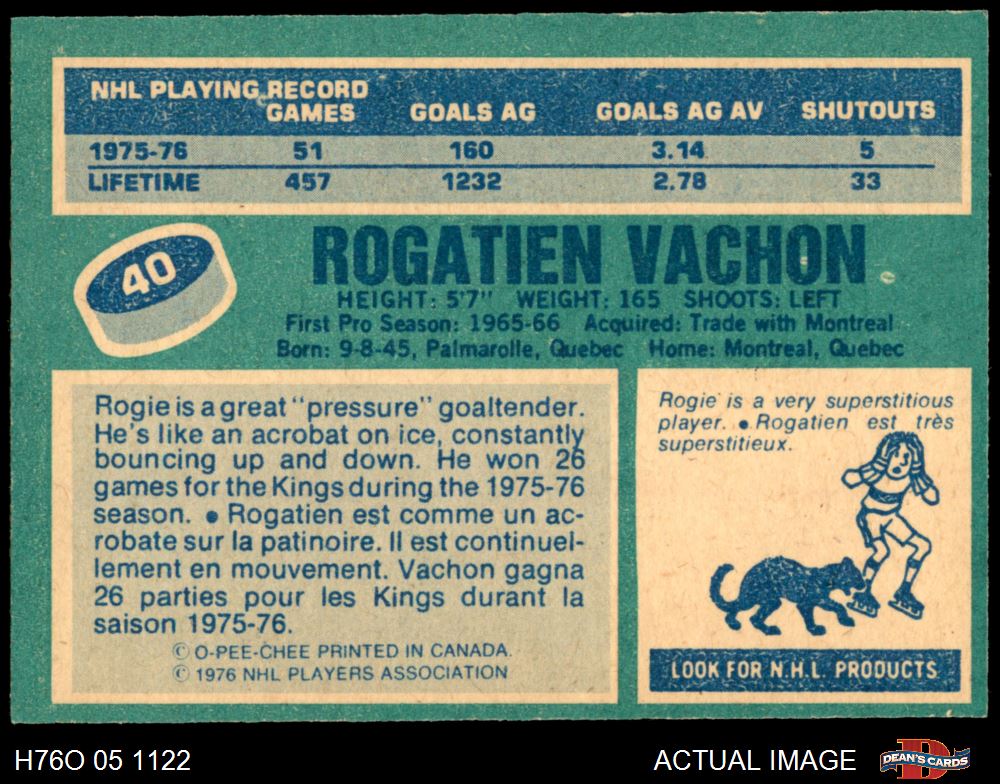 NHL PLAYING RECORD
GAMES GOALS AG GOALS AG AV SHUTOUTS
1975-76 51 160 3.14 5
LIFETIME 457 1232 2.78 33
40
ROGATIEN VACHON
HEIGHT: 5'7" WEIGHT: 165 SHOOTS: LEFT
First Pro Season: 1965-66 Acquired: Trade with Montreal
Born: 9-8-45, Palmarolle, Quebec Home: Montreal, Quebec
Rogie is a great "pressure" goaltender.
He's like an acrobat on ice, constantly
bouncing up and down. He won 26
games for the Kings during the 1975-76
season. ● Rogatien est comme un ac-
robate sur la patinoire. Il est continuel-
lement en mouvement. Vachon gagna
26 parties pour les Kings durant la
saison 1975-76.
© O-PEE-CHEE PRINTED IN CANADA.
© 1976 NHL PLAYERS ASSOCIATION
Rogie is a very superstitious
player. ● Rogatien est très
superstitieux.
LOOK FOR N.H.L. PRODUCTS
H76O 05 1122
ACTUAL IMAGE
D
DEAN'S CARDS